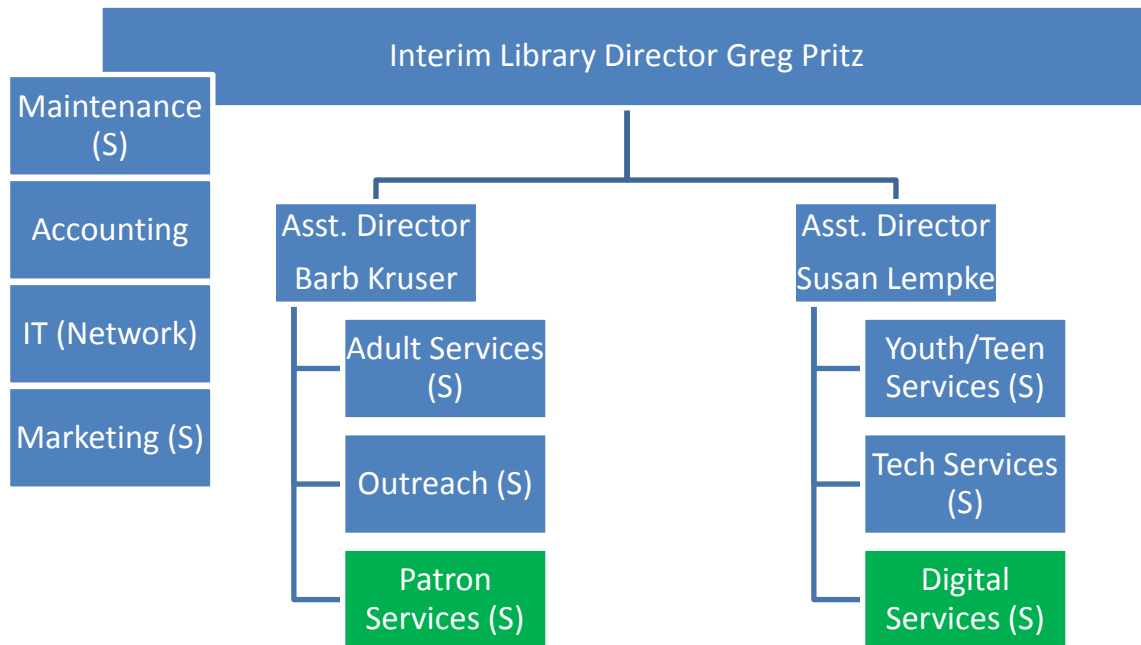 Interim Library Director Greg Pritz
Maintenance
(S)
Accounting
IT (Network)
Marketing (S)
Asst. Director
Barb Kruser
Adult Services
(S)
Outreach (S)
Patron
Services (S)
Asst. Director
Susan Lempke
Youth/Teen
Services (S)
Tech Services
(S)
Digital
Services (S)